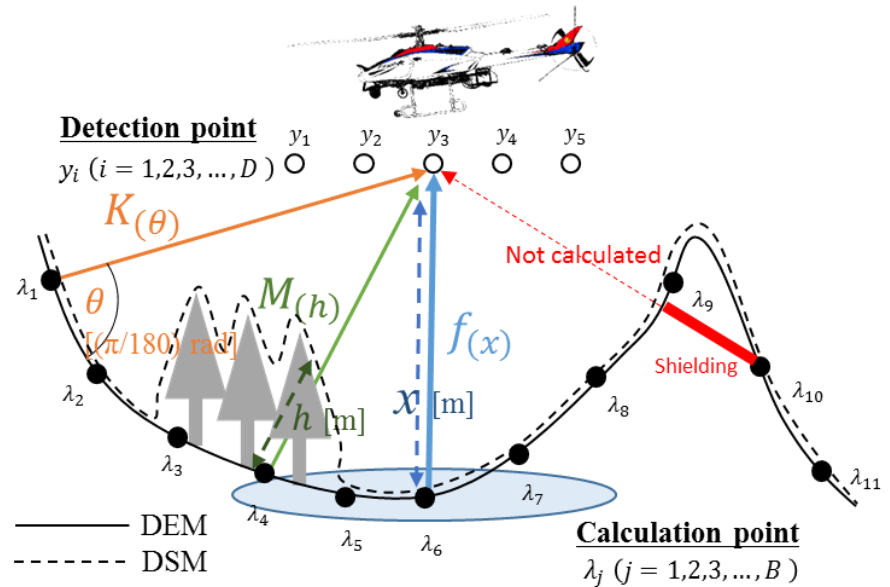 y₁ y₂ y₃ y₄ y₅
Detection point
yᵢ ( i = 1,2,3, … , D )
K(θ)
Not calculated
λ₁
θ
[(π/180) rad]
M(h)
λ₉
f(x)
Shielding
λ₂
x [m]
h [m]
λ₈
λ₁₀
λ₃
λ₄
λ₇
λ₁₁
λ₅
λ₆
DEM
DSM
Calculation point
λⱼ ( j = 1,2,3, … , B )